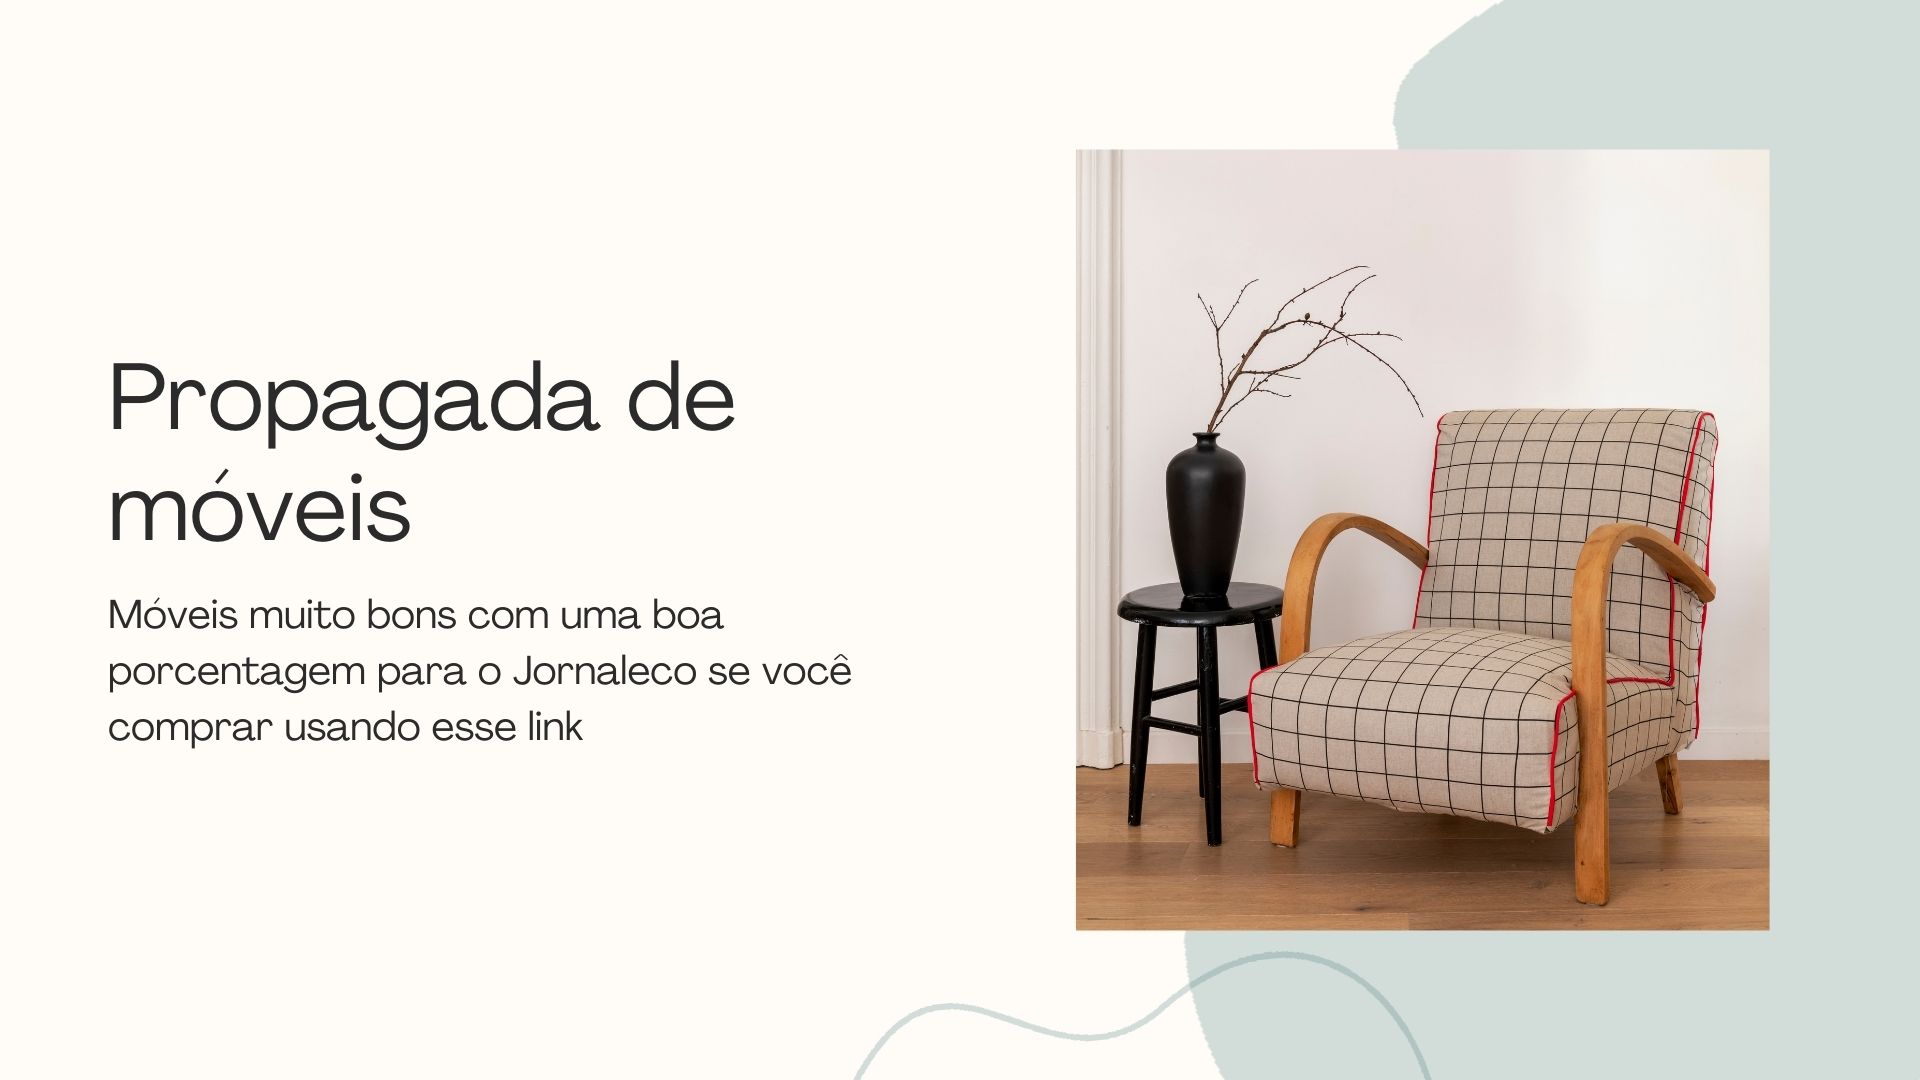 Propagada de
móveis
Móveis muito bons com uma boa
porcentagem para o Jornaleco se você
comprar usando esse link